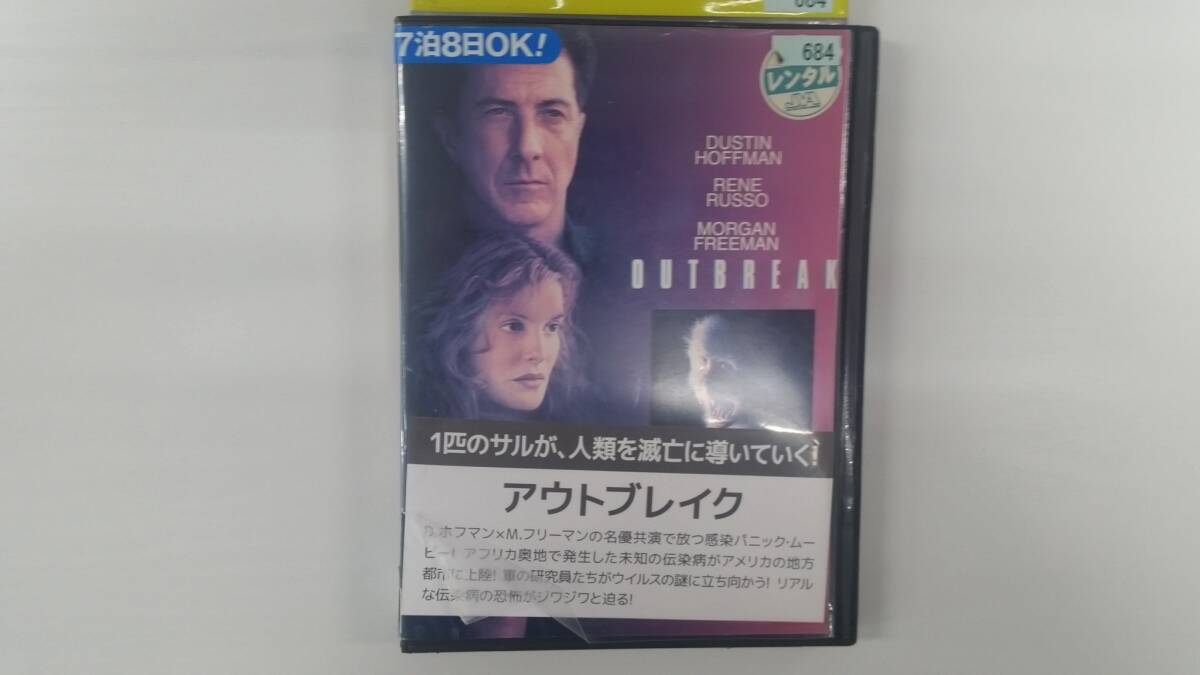 684
7泊8日OK!
684
レンタル
DUSTIN
HOFFMAN
RENE
RUSSO
MORGAN
FREEMAN
OUTBREAK
1匹のサルが、人類を滅亡に導いていく!
アウトブレイク
D.ホフマン×M.フリーマンの名優共演で放つ感染パニック・ムー
ビー! アフリカ奥地で発生した未知の伝染病がアメリカの地方
都市に上陸! 軍の研究員たちがウイルスの謎に立ち向かう! リアル
な伝染病の恐怖がジワジワと迫る!